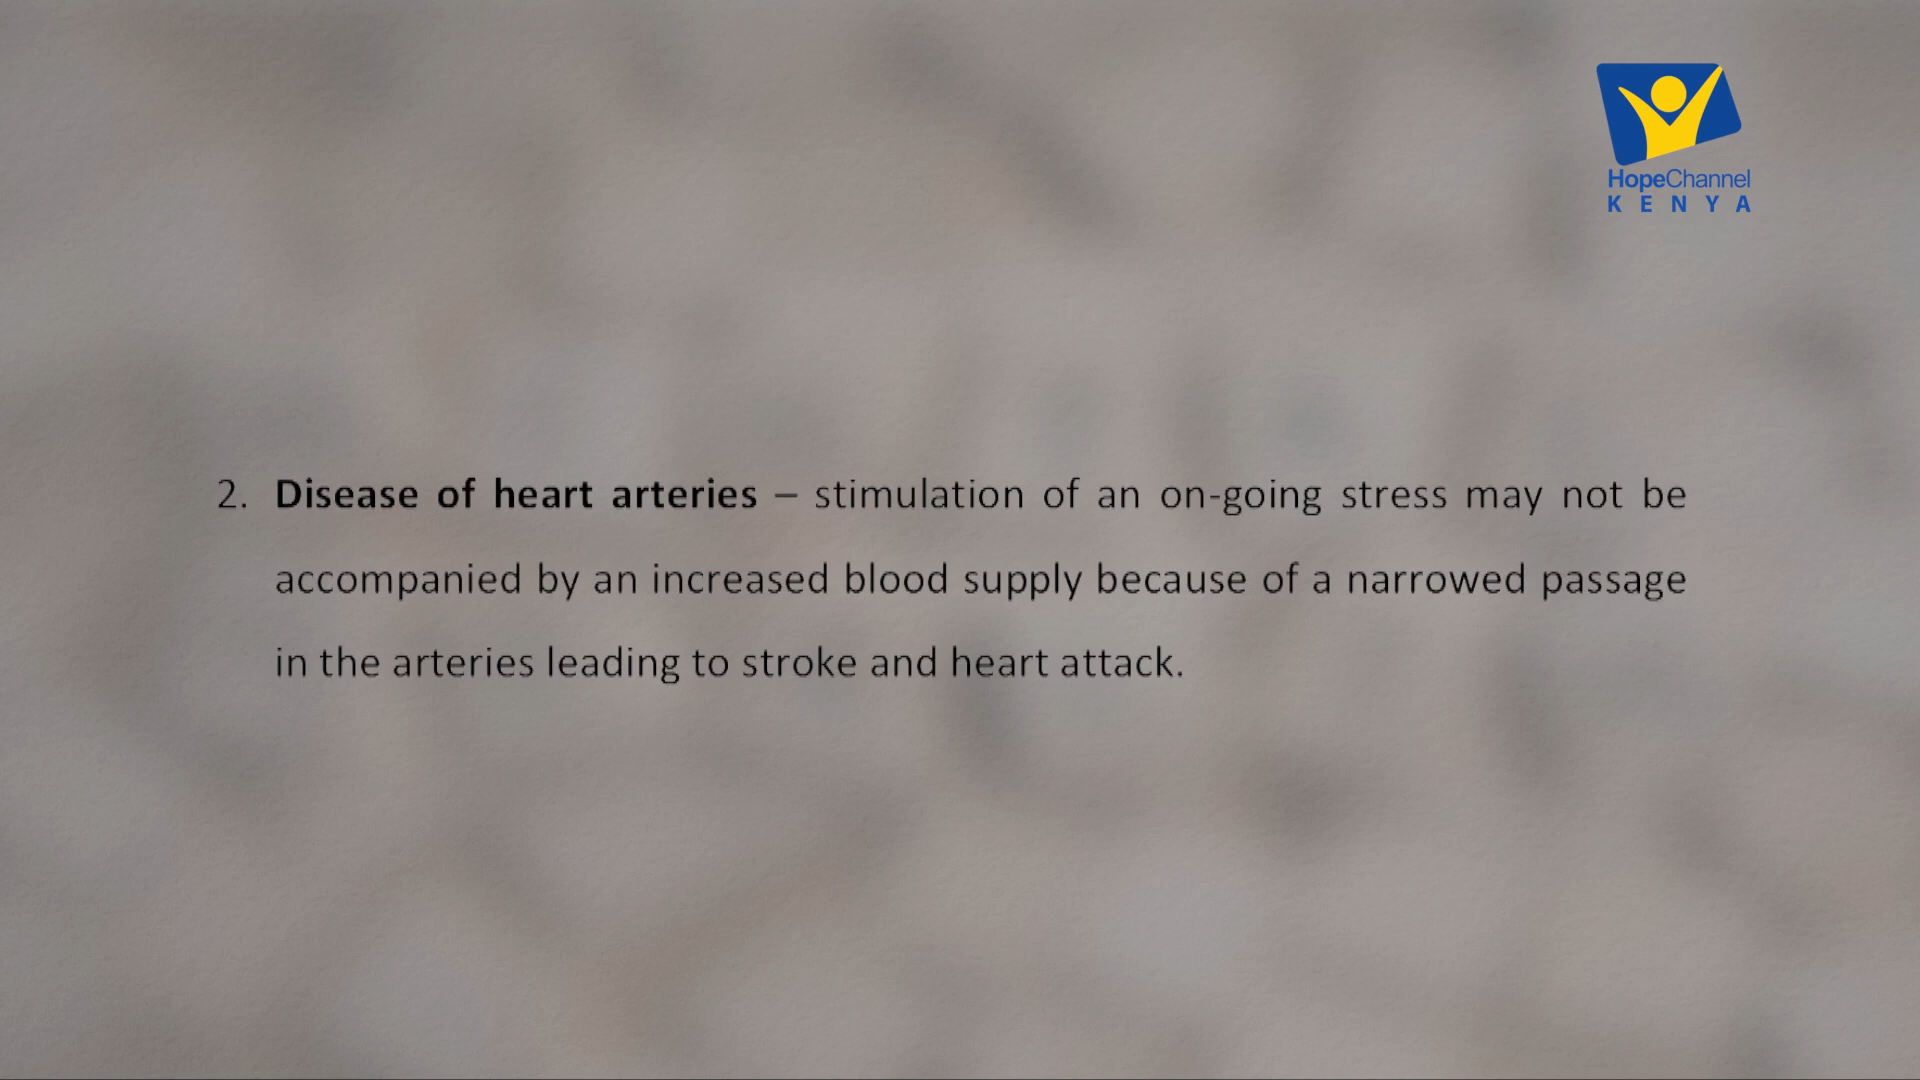 HopeChannel
KENYA
2. Disease of heart arteries – stimulation of an on-going stress may not be
accompanied by an increased blood supply because of a narrowed passage
in the arteries leading to stroke and heart attack.